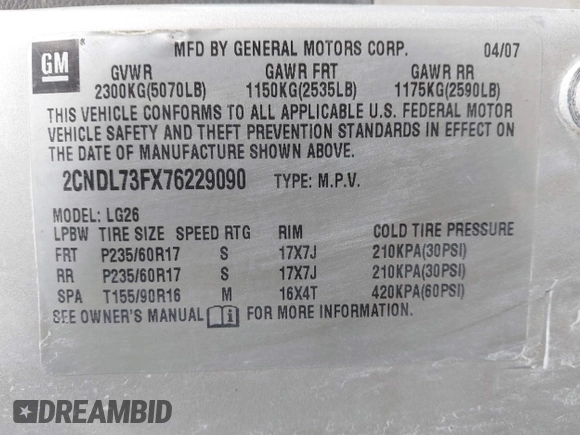 GM
MFD BY GENERAL MOTORS CORP. 04/07
GVWR GAWR FRT GAWR RR
2300KG(5070LB) 1150KG(2535LB) 1175KG(2590LB)
THIS VEHICLE CONFORMS TO ALL APPLICABLE U.S. FEDERAL MOTOR
VEHICLE SAFETY AND THEFT PREVENTION STANDARDS IN EFFECT ON
THE DATE OF MANUFACTURE SHOWN ABOVE.
2CNDL73FX76229090 TYPE: M.P.V.
MODEL: LG26
LPBW TIRE SIZE SPEED RTG RIM COLD TIRE PRESSURE
FRT P235/60R17 S 17X7J 210KPA(30PSI)
RR P235/60R17 S 17X7J 210KPA(30PSI)
SPA T155/90R16 M 16X4T 420KPA(60PSI)
SEE OWNER'S MANUAL i FOR MORE INFORMATION.
DREAMBID